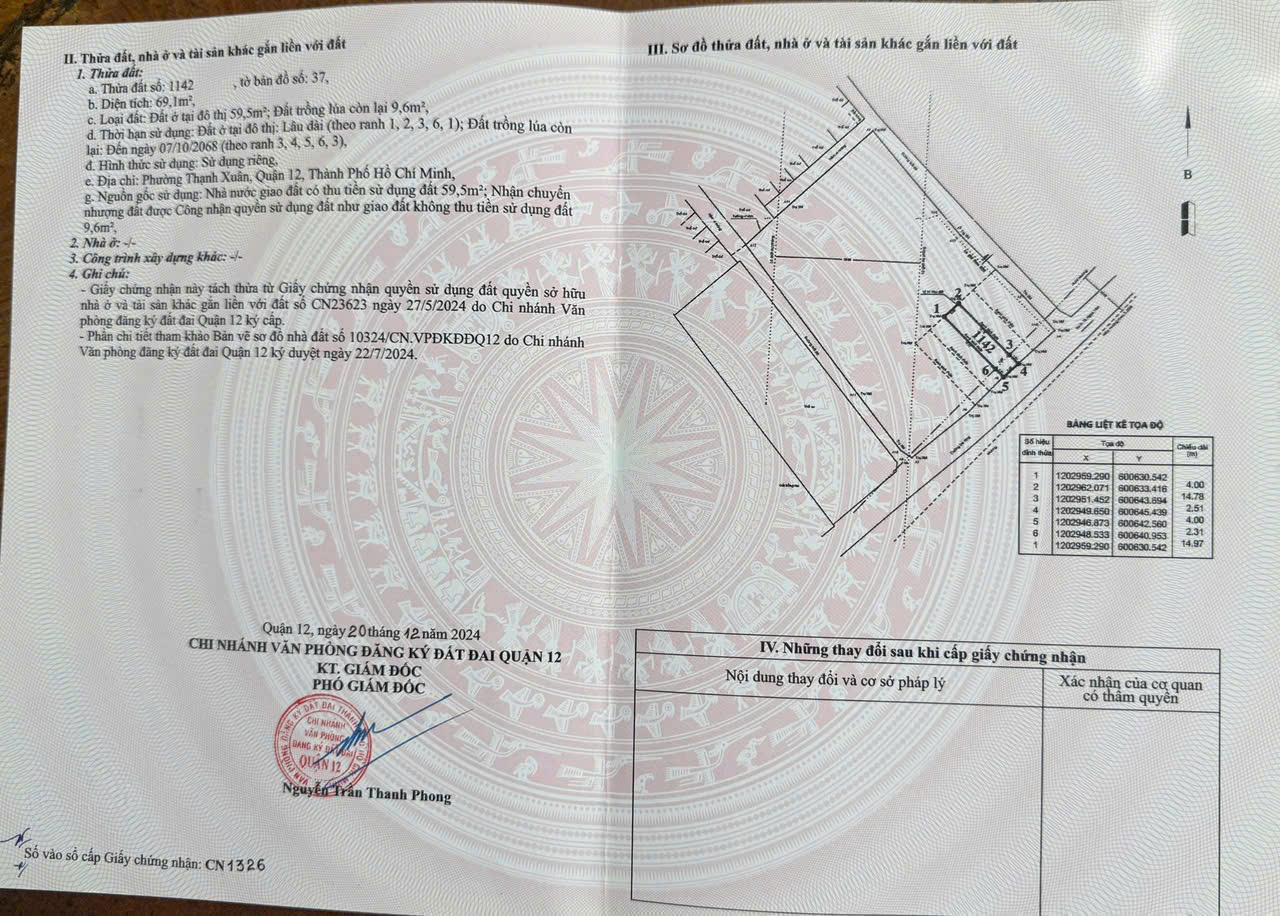 II. Thửa đất, nhà ở và tài sản khác gắn liền với đất
1. Thửa đất:
a. Thửa đất số: 1142 , tờ bản đồ số: 37,
b. Diện tích: 69,1m²,
c. Loại đất: Đất ở tại đô thị 59,5m²; Đất trồng lúa còn lại 9,6m²,
d. Thời hạn sử dụng: Đất ở tại đô thị: Lâu dài (theo ranh 1, 2, 3, 6, 1); Đất trồng lúa còn
lại: Đến ngày 07/10/2068 (theo ranh 3, 4, 5, 6, 3),
đ. Hình thức sử dụng: Sử dụng riêng,
e. Địa chỉ: Phường Thạnh Xuân, Quận 12, Thành Phố Hồ Chí Minh,
g. Nguồn gốc sử dụng: Nhà nước giao đất có thu tiền sử dụng đất 59,5m²; Nhận chuyển
nhượng đất được Công nhận quyền sử dụng đất như giao đất không thu tiền sử dụng đất
9,6m²,
2. Nhà ở: -/-
3. Công trình xây dựng khác: -/-
4. Ghi chú:
- Giấy chứng nhận này tách thửa từ Giấy chứng nhận quyền sử dụng đất quyền sở hữu
nhà ở và tài sản khác gắn liền với đất số CN23623 ngày 27/5/2024 do Chi nhánh Văn
phòng đăng ký đất đai Quận 12 ký cấp.
- Phần chi tiết tham khảo Bản vẽ sơ đồ nhà đất số 10324/CN.VPĐKĐĐQ12 do Chi nhánh
Văn phòng đăng ký đất đai Quận 12 ký duyệt ngày 22/7/2024.
Quận 12, ngày 20 tháng 12 năm 2024
CHI NHÁNH VĂN PHÒNG ĐĂNG KÝ ĐẤT ĐAI QUẬN 12
KT. GIÁM ĐỐC
PHÓ GIÁM ĐỐC
CHI NHÁNH
VĂN PHÒNG
ĐĂNG KÝ ĐẤT ĐAI
QUẬN 12
Nguyễn Trần Thanh Phong
Số vào sổ cấp Giấy chứng nhận: CN 1326
III. Sơ đồ thửa đất, nhà ở và tài sản khác gắn liền với đất
B
1
2
3
4
5
6
1142
BẢNG LIỆT KÊ TỌA ĐỘ
Số hiệu đỉnh thửa Tọa độ Chiều dài (m)
X Y
1 1202959.290 600630.542
4.00
2 1202962.071 600633.416
14.78
3 1202951.452 600643.694
2.51
4 1202949.650 600645.439
4.00
5 1202946.873 600642.560
2.31
6 1202948.533 600640.953
14.97
1 1202959.290 600630.542
IV. Những thay đổi sau khi cấp giấy chứng nhận
Nội dung thay đổi và cơ sở pháp lý
Xác nhận của cơ quan
có thẩm quyền